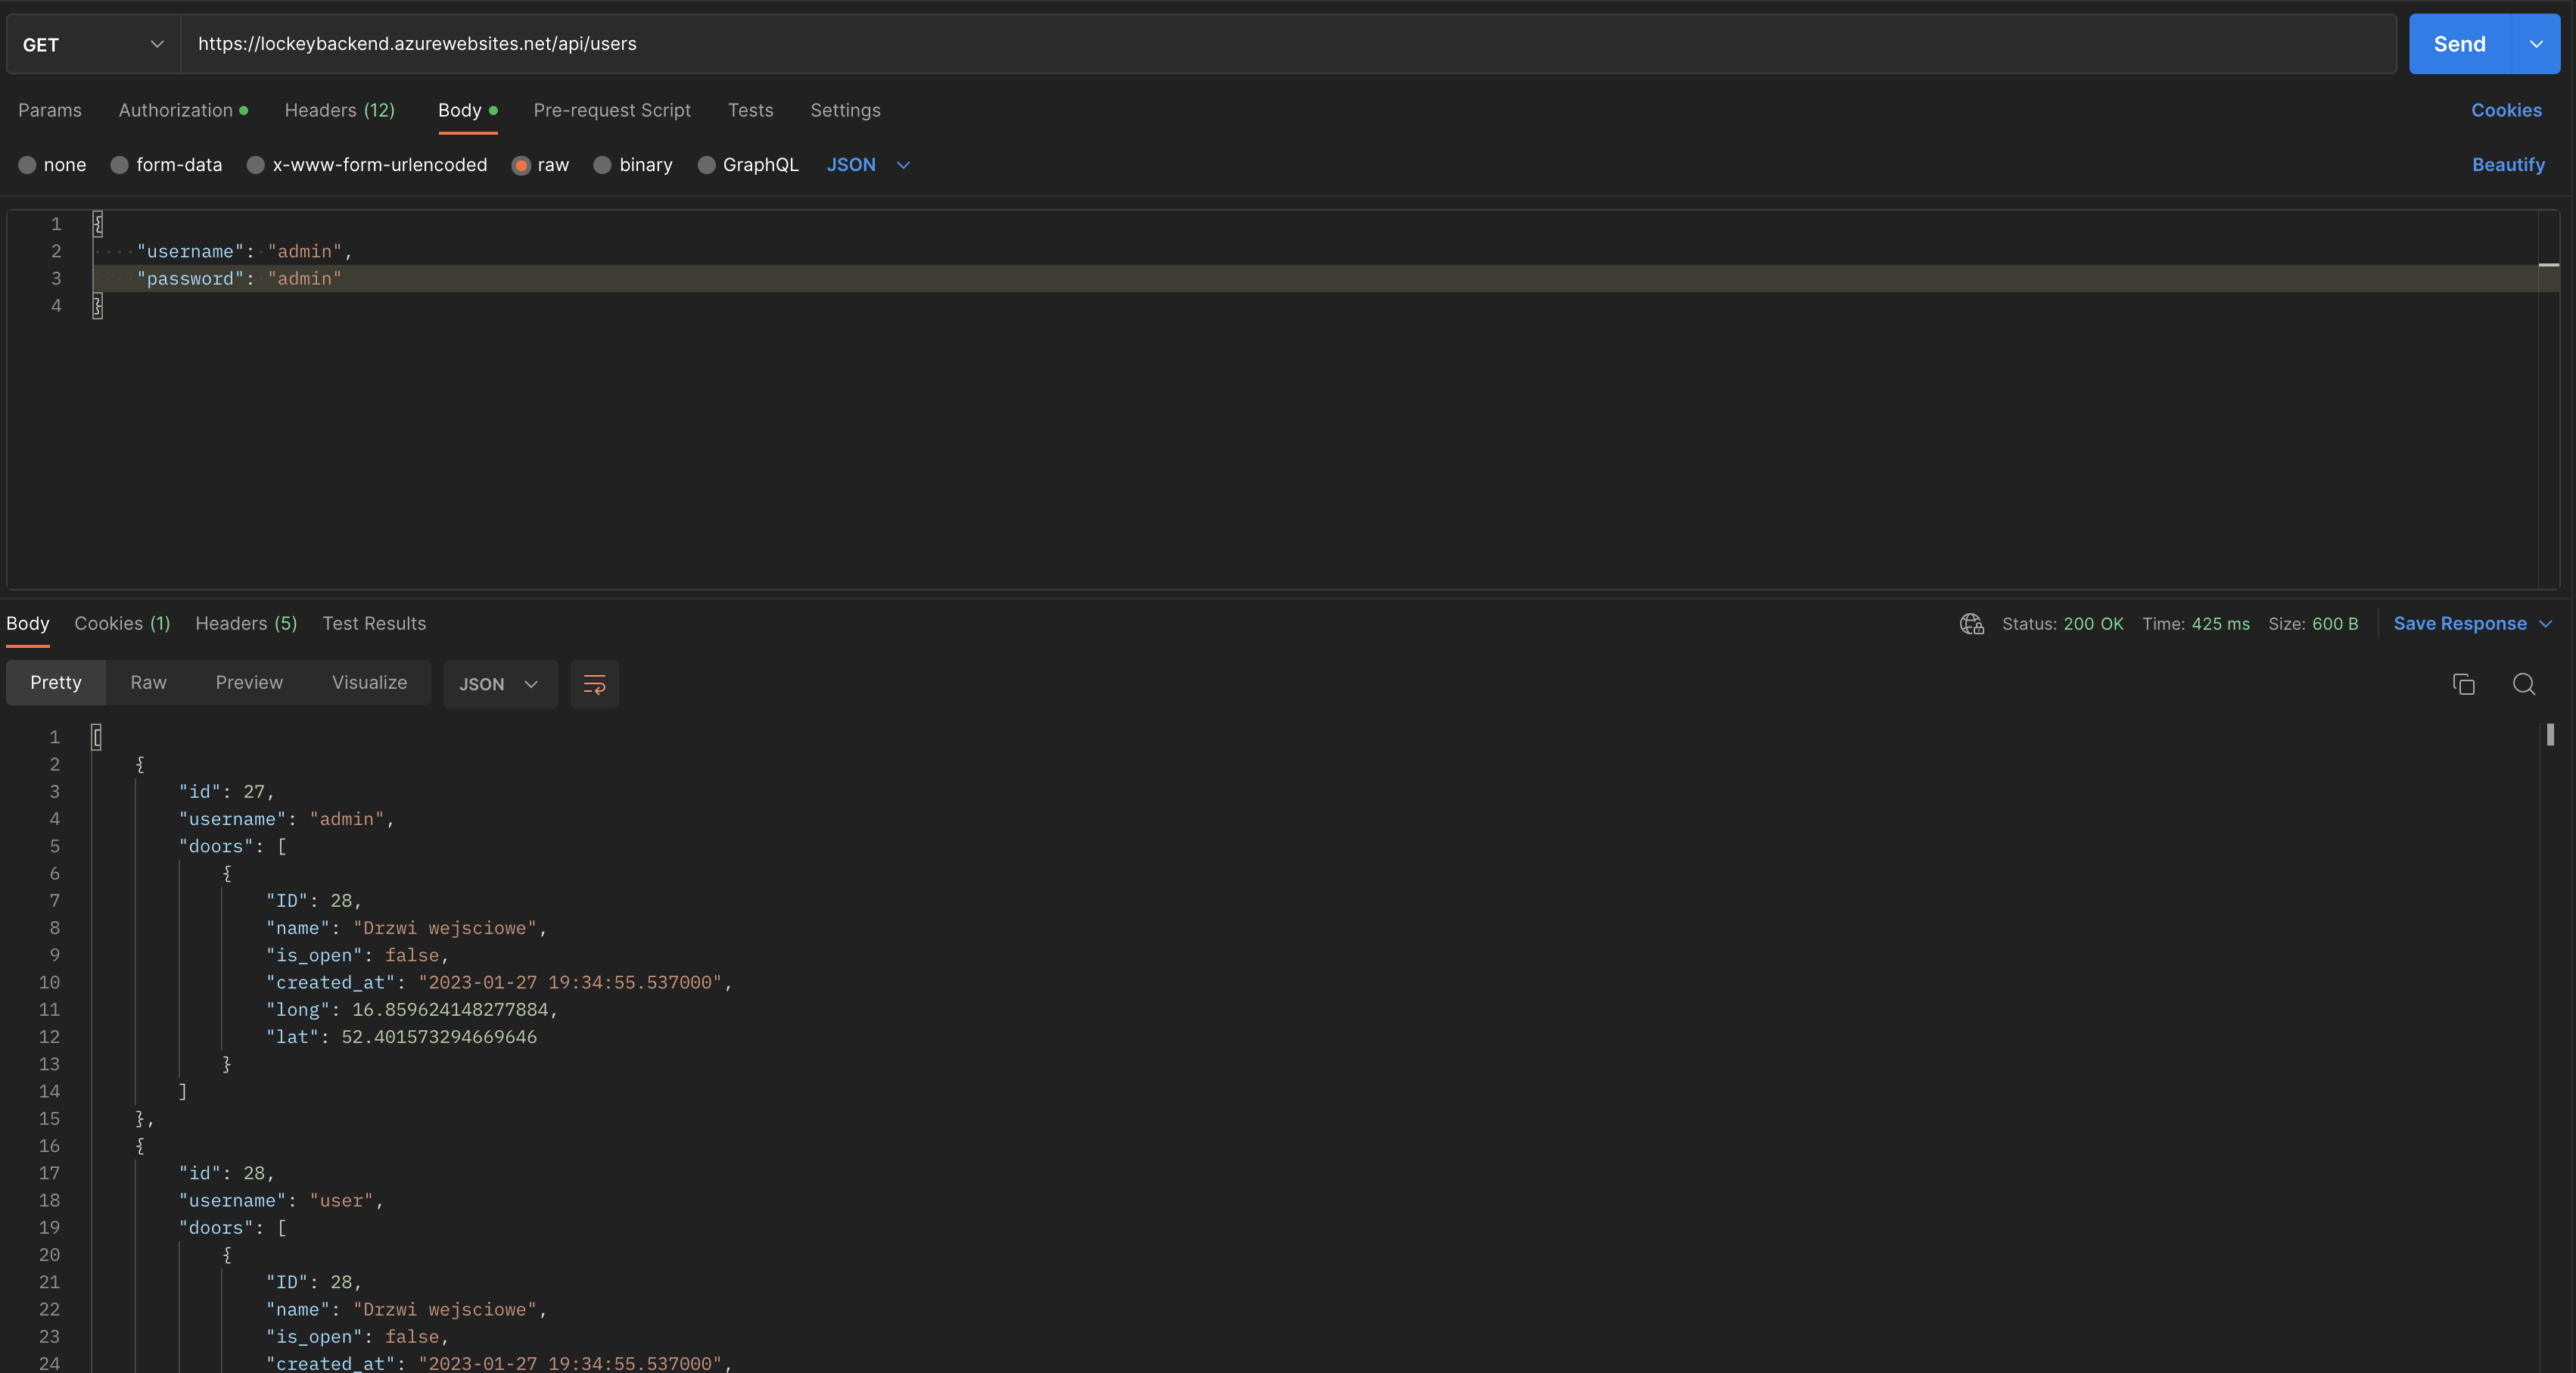 GET https://lockeybackend.azurewebsites.net/api/users Send
Params Authorization Headers (12) Body Pre-request Script Tests Settings Cookies
none form-data x-www-form-urlencoded raw binary GraphQL JSON Beautify
1 {
2 "username": "admin",
3 "password": "admin"
4 }
Body Cookies (1) Headers (5) Test Results Status: 200 OK Time: 425 ms Size: 600 B Save Response
Pretty Raw Preview Visualize JSON
1 [
2 {
3 "id": 27,
4 "username": "admin",
5 "doors": [
6 {
7 "ID": 28,
8 "name": "Drzwi wejsciowe",
9 "is_open": false,
10 "created_at": "2023-01-27 19:34:55.537000",
11 "long": 16.859624148277884,
12 "lat": 52.401573294669646
13 }
14 ]
15 },
16 {
17 "id": 28,
18 "username": "user",
19 "doors": [
20 {
21 "ID": 28,
22 "name": "Drzwi wejsciowe",
23 "is_open": false,
24 "created_at": "2023-01-27 19:34:55.537000",